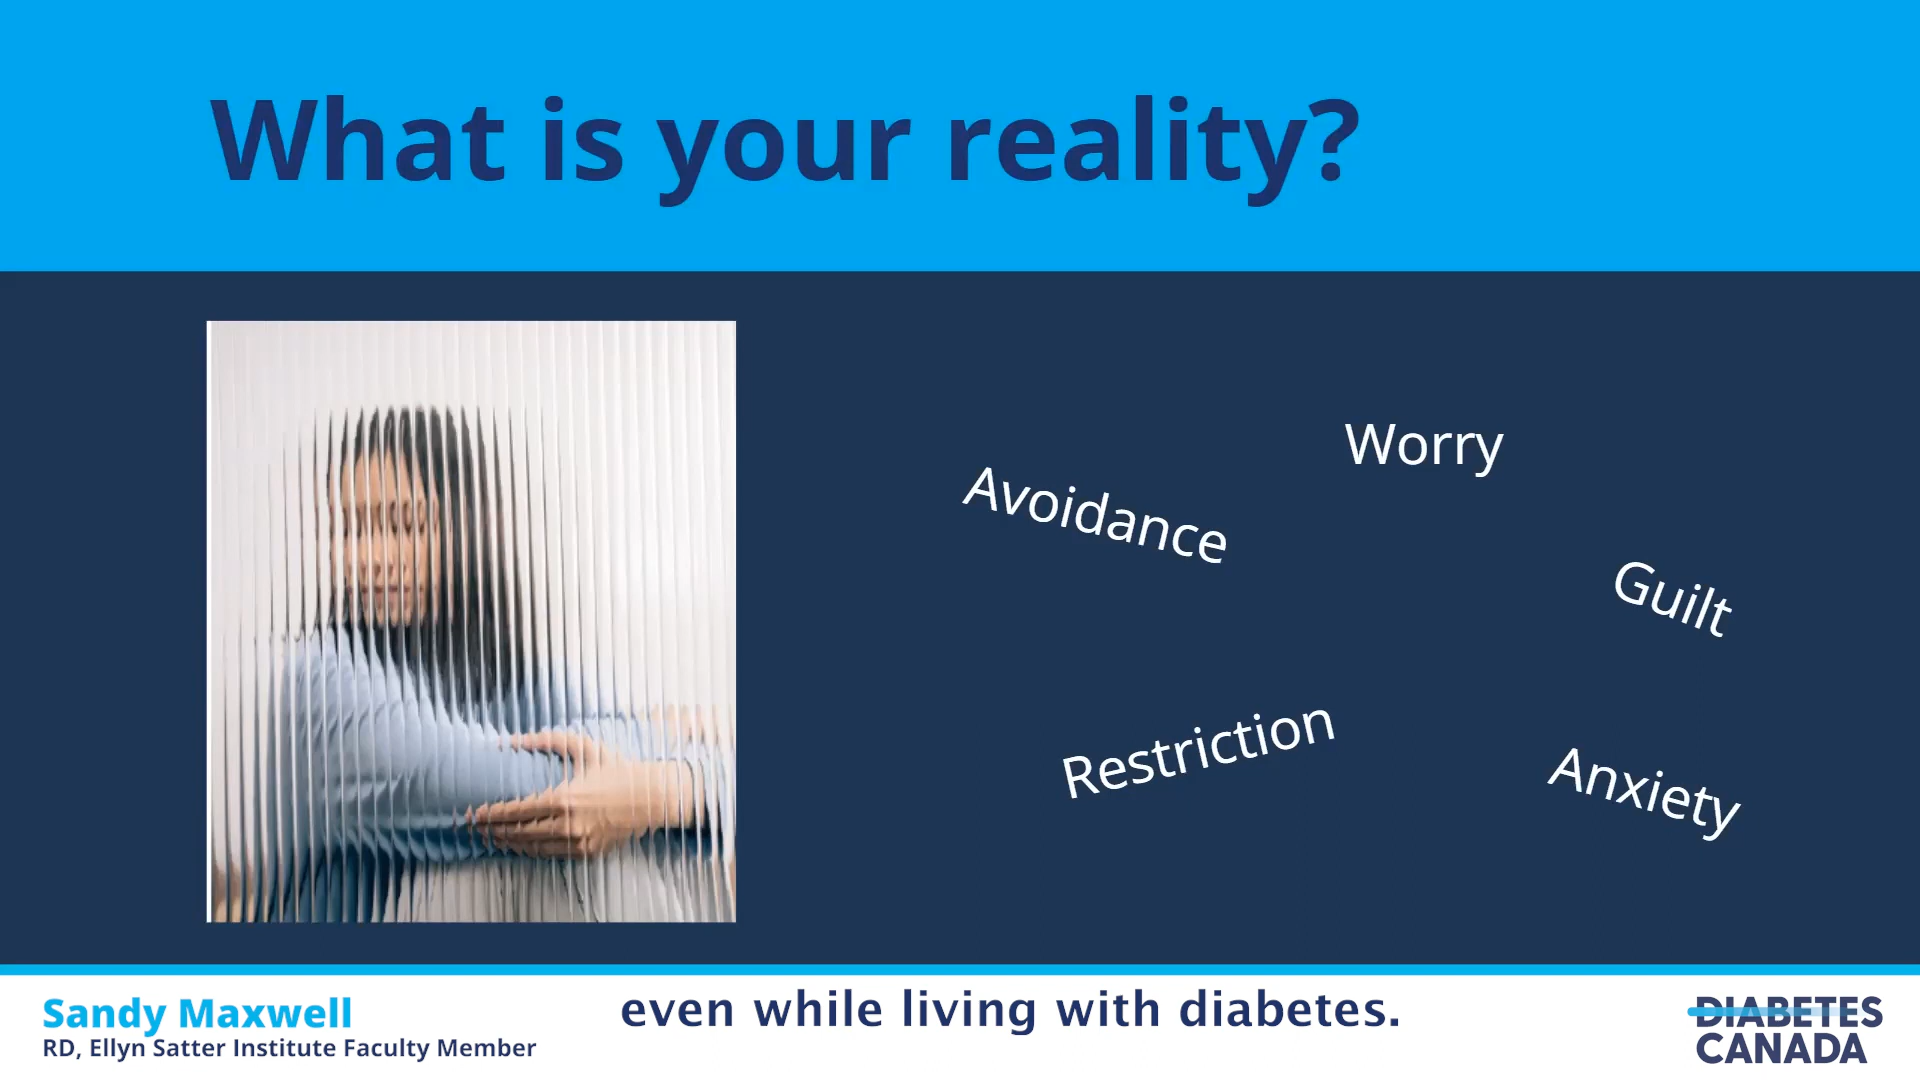 What is your reality?
Worry
Avoidance
Guilt
Restriction
Anxiety
Sandy Maxwell
RD, Ellyn Satter Institute Faculty Member
even while living with diabetes.
DIABETES
CANADA